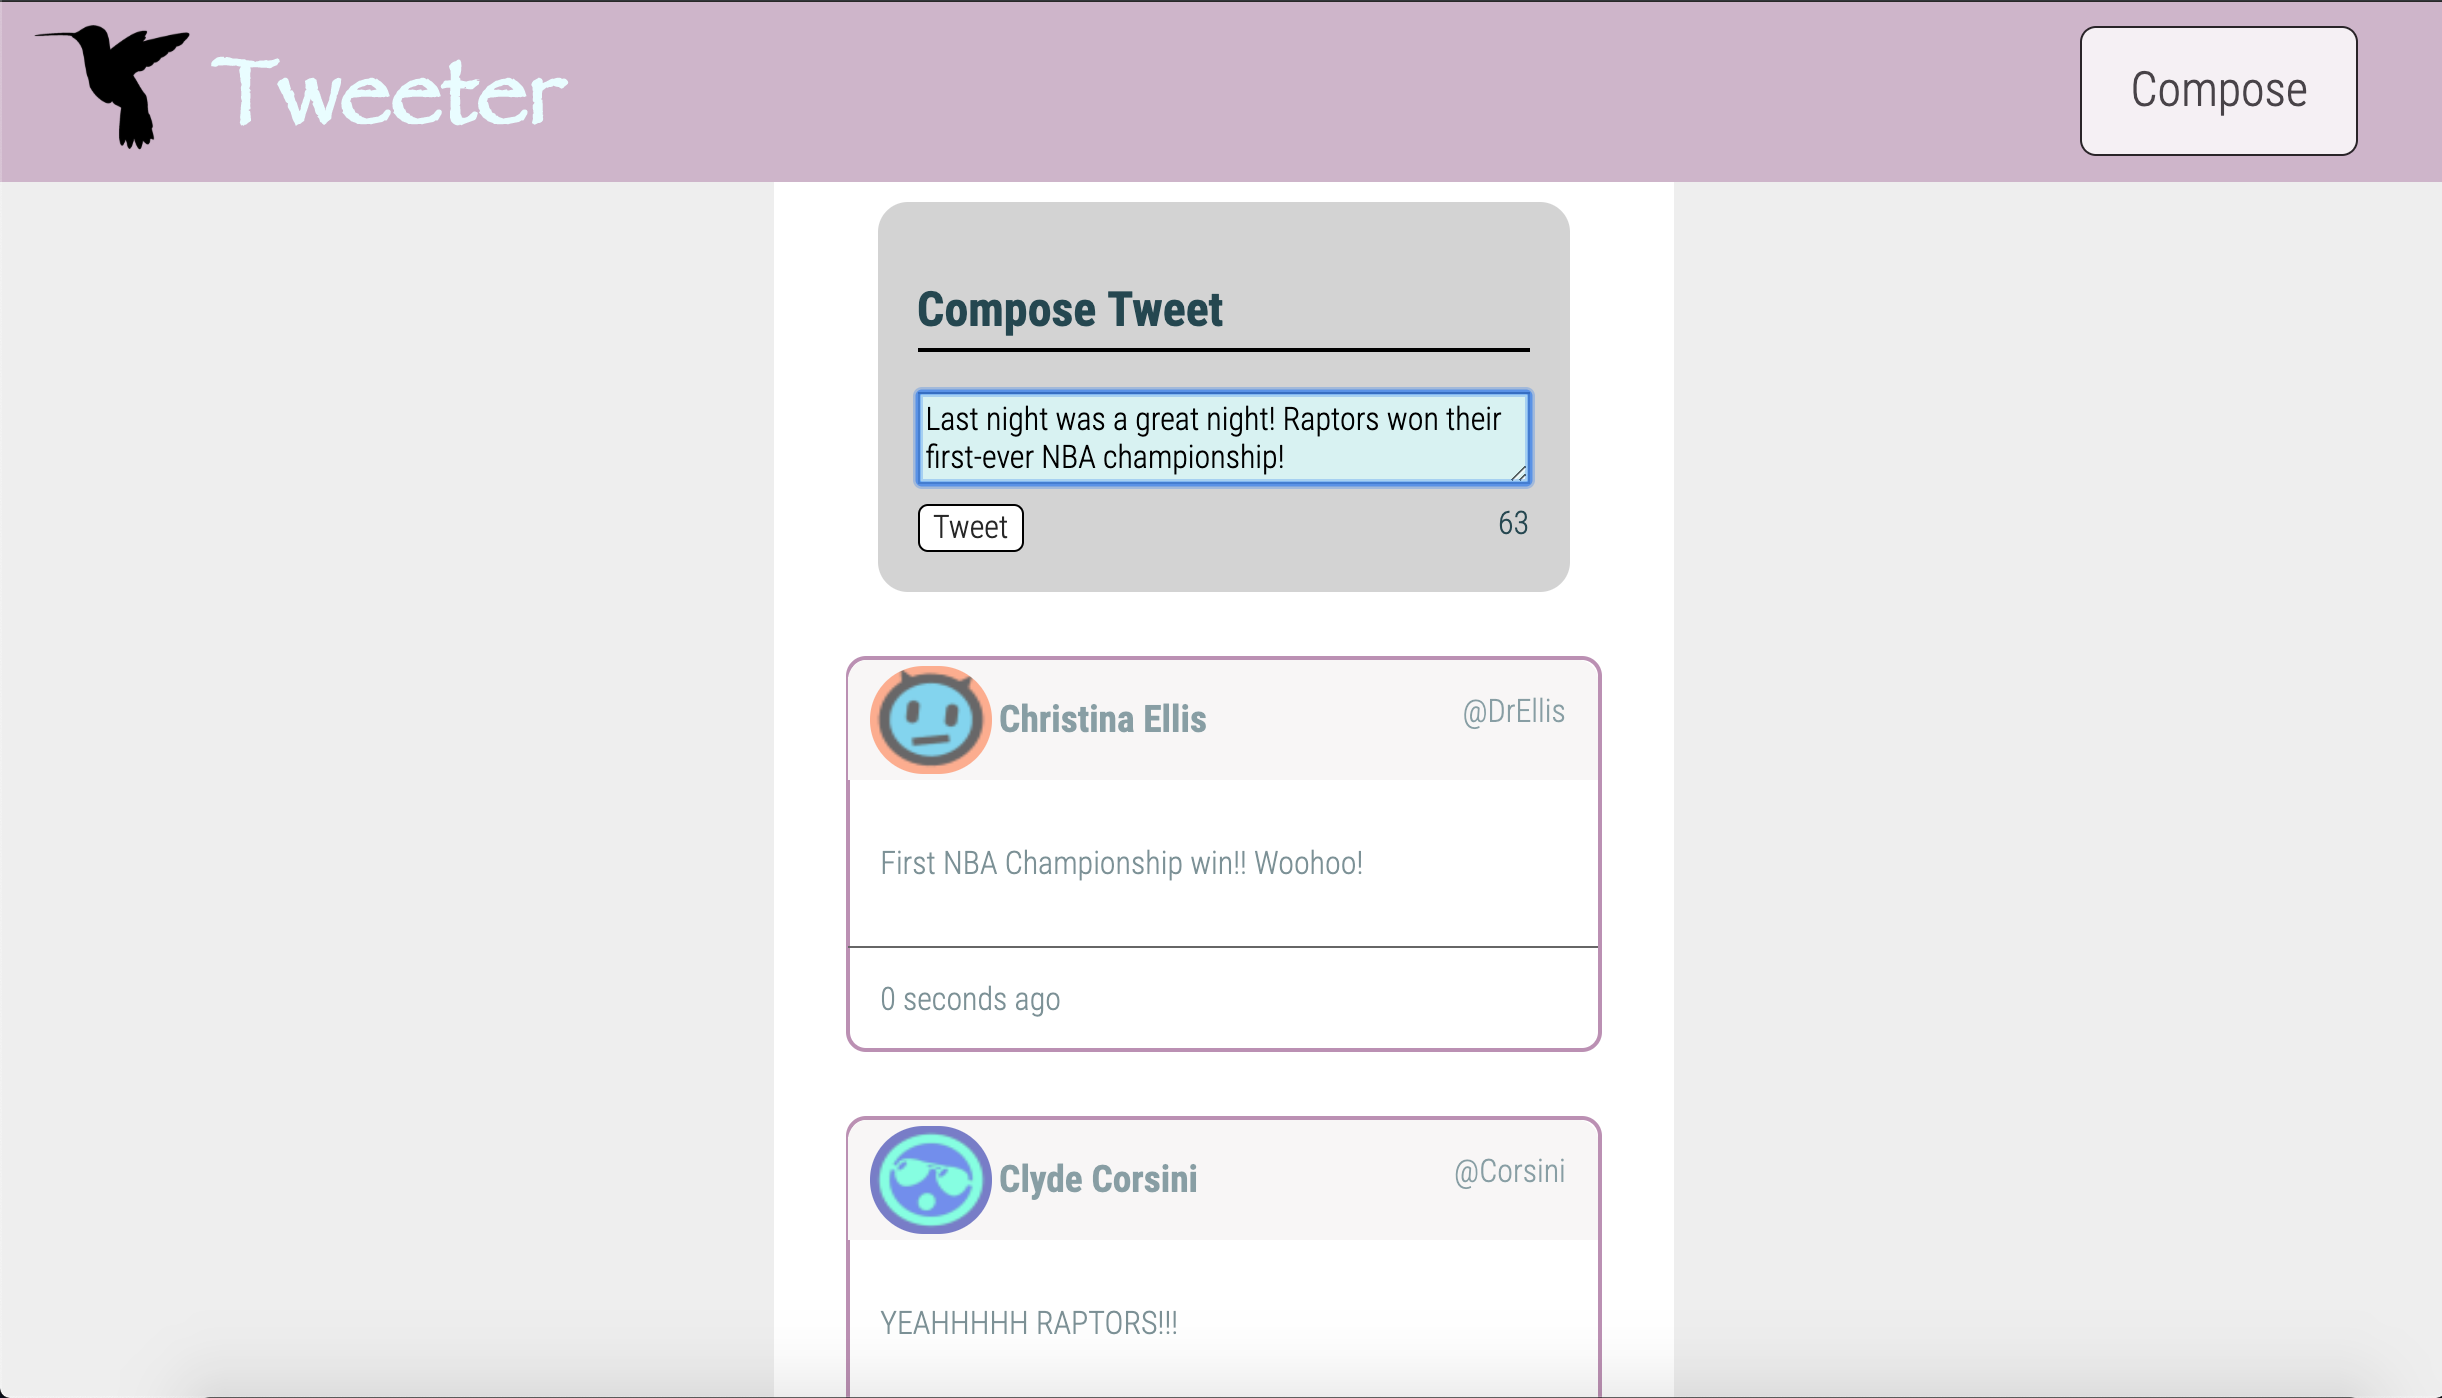 Tweeter
Compose
Compose Tweet
Last night was a great night! Raptors won their
first-ever NBA championship!
Tweet
63
Christina Ellis
@DrEllis
First NBA Championship win!! Woohoo!
0 seconds ago
Clyde Corsini
@Corsini
YEAHHHHH RAPTORS!!!